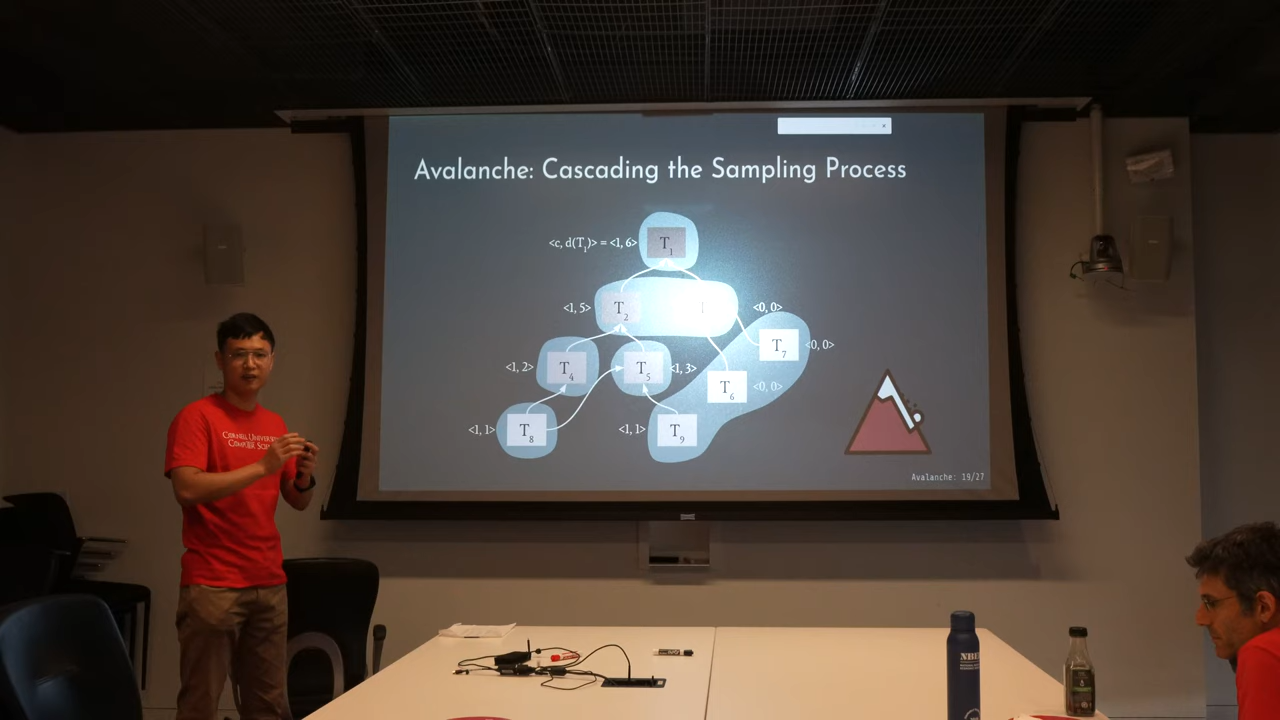 Avalanche: Cascading the Sampling Process
<c, d(T1)> = <1, 6>
T1
<1, 5>
T2
<0, 0>
T7
<0, 0>
<1, 2>
T4
T5
<1, 3>
T6
<0, 0>
<1, 1>
T8
<1, 1>
T9
Avalanche: 19/27
CORNELL UNIVERSITY
COMPUTER SCI
NB